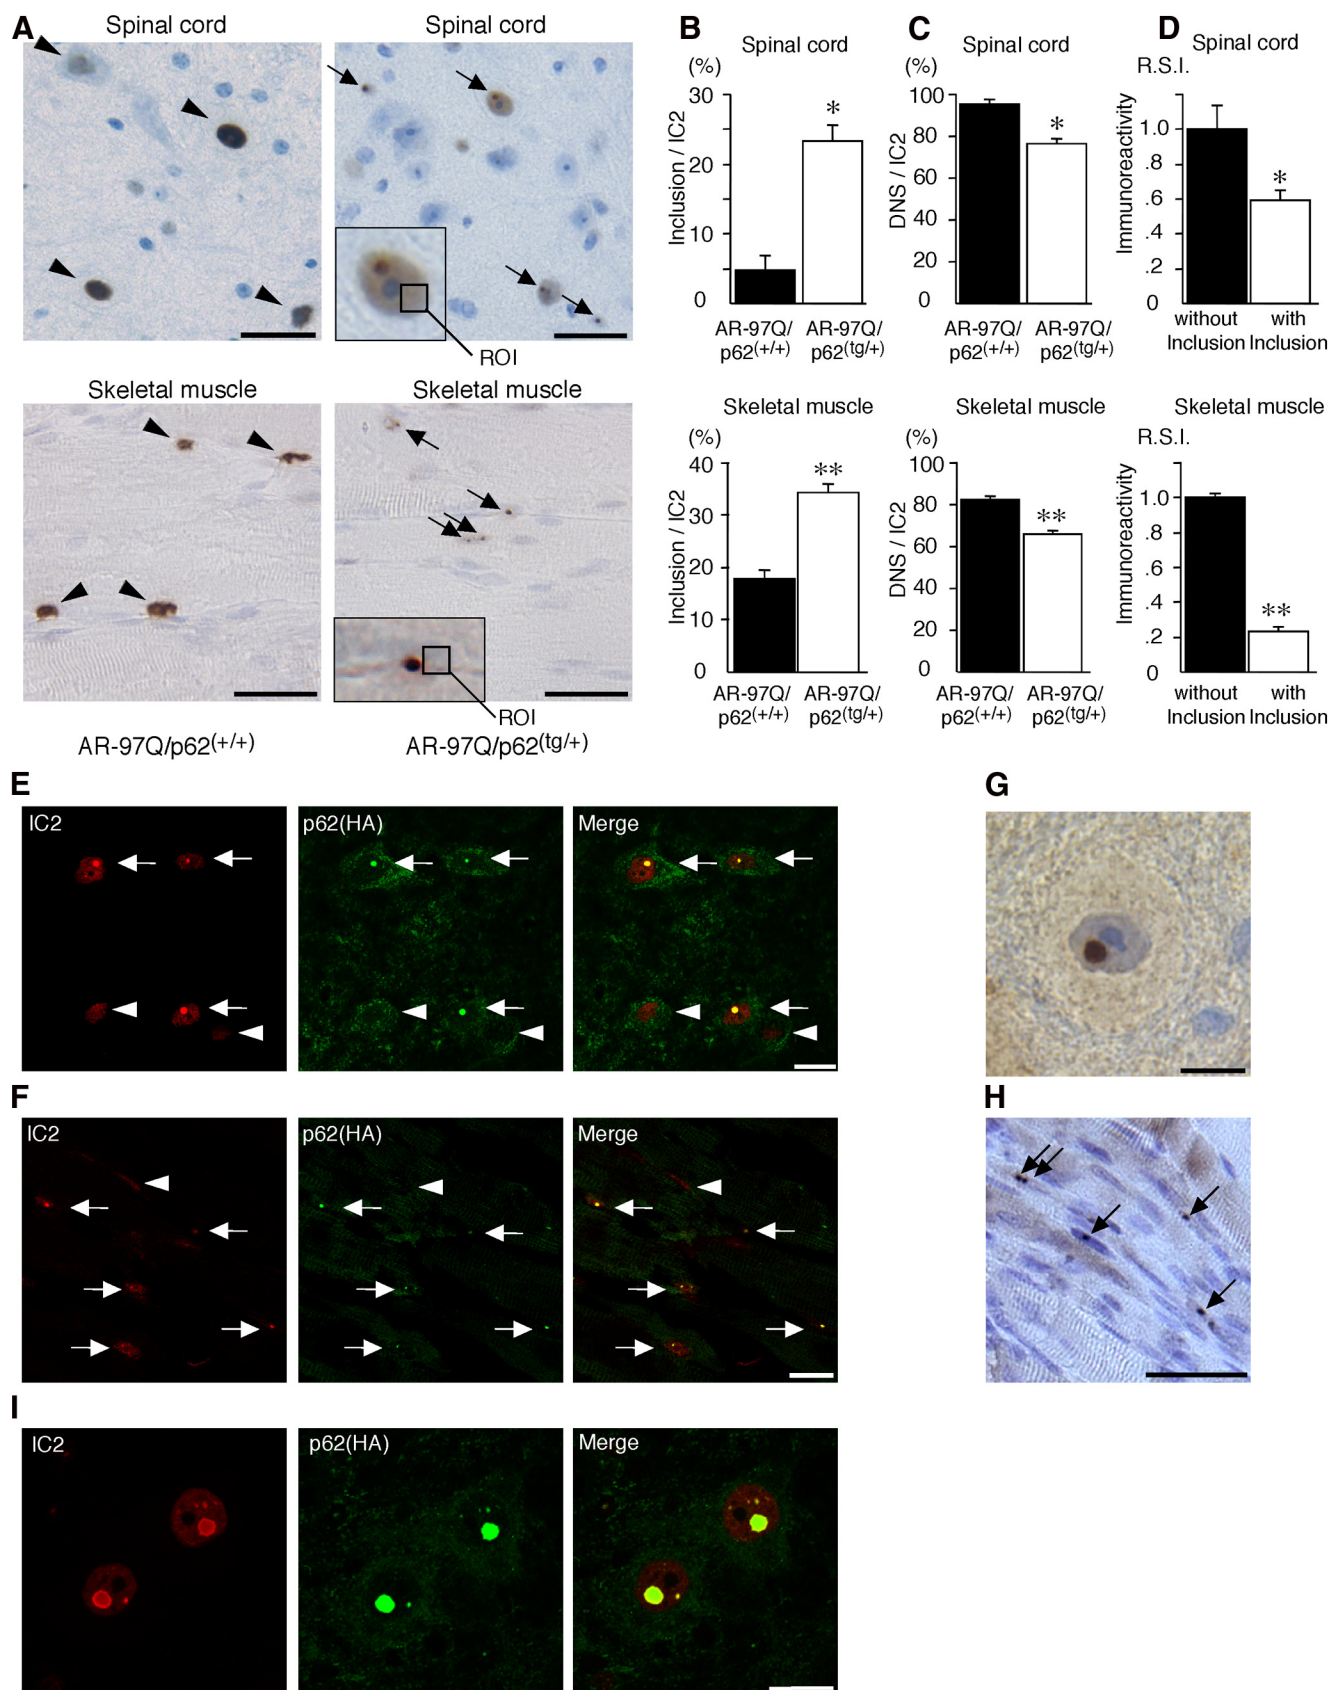 A
Spinal cord
Spinal cord
ROI
Skeletal muscle
Skeletal muscle
ROI
AR-97Q/p62(+/+)
AR-97Q/p62(tg/+)
B
Spinal cord
(%)
Inclusion / IC2
30
20
10
0
*
AR-97Q/ AR-97Q/
p62(+/+) p62(tg/+)
Skeletal muscle
(%)
Inclusion / IC2
40
30
20
10
0
**
AR-97Q/ AR-97Q/
p62(+/+) p62(tg/+)
C
Spinal cord
(%)
DNS / IC2
100
80
60
40
20
0
*
AR-97Q/ AR-97Q/
p62(+/+) p62(tg/+)
Skeletal muscle
(%)
DNS / IC2
100
80
60
40
20
0
**
AR-97Q/ AR-97Q/
p62(+/+) p62(tg/+)
D
Spinal cord
R.S.I.
Immunoreactivity
1.0
.8
.6
.4
.2
0
*
without with
Inclusion Inclusion
Skeletal muscle
R.S.I.
Immunoreactivity
1.0
.8
.6
.4
.2
0
**
without with
Inclusion Inclusion
E
IC2
p62(HA)
Merge
F
IC2
p62(HA)
Merge
G
H
I
IC2
p62(HA)
Merge